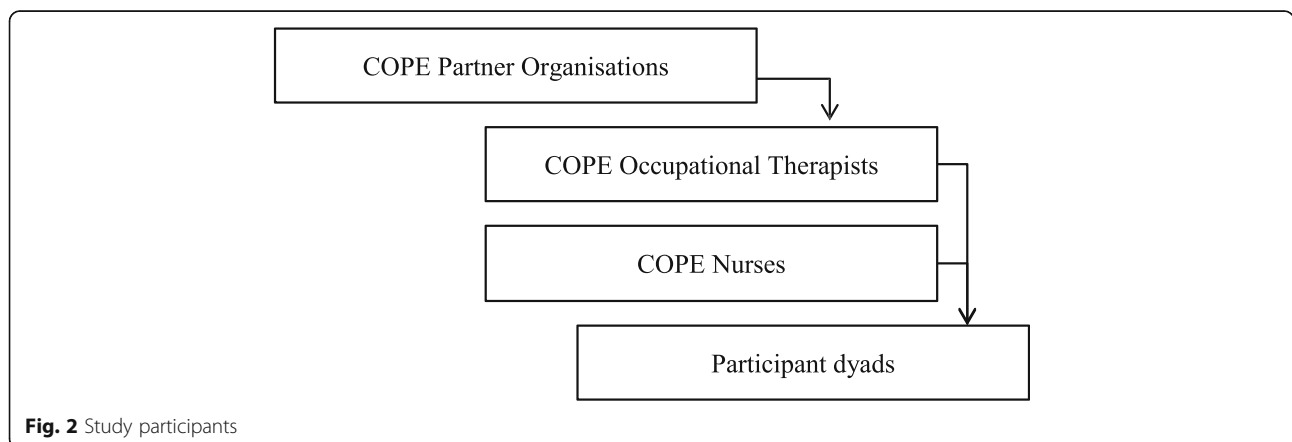 COPE Partner Organisations
COPE Occupational Therapists
COPE Nurses
Participant dyads
Fig. 2 Study participants